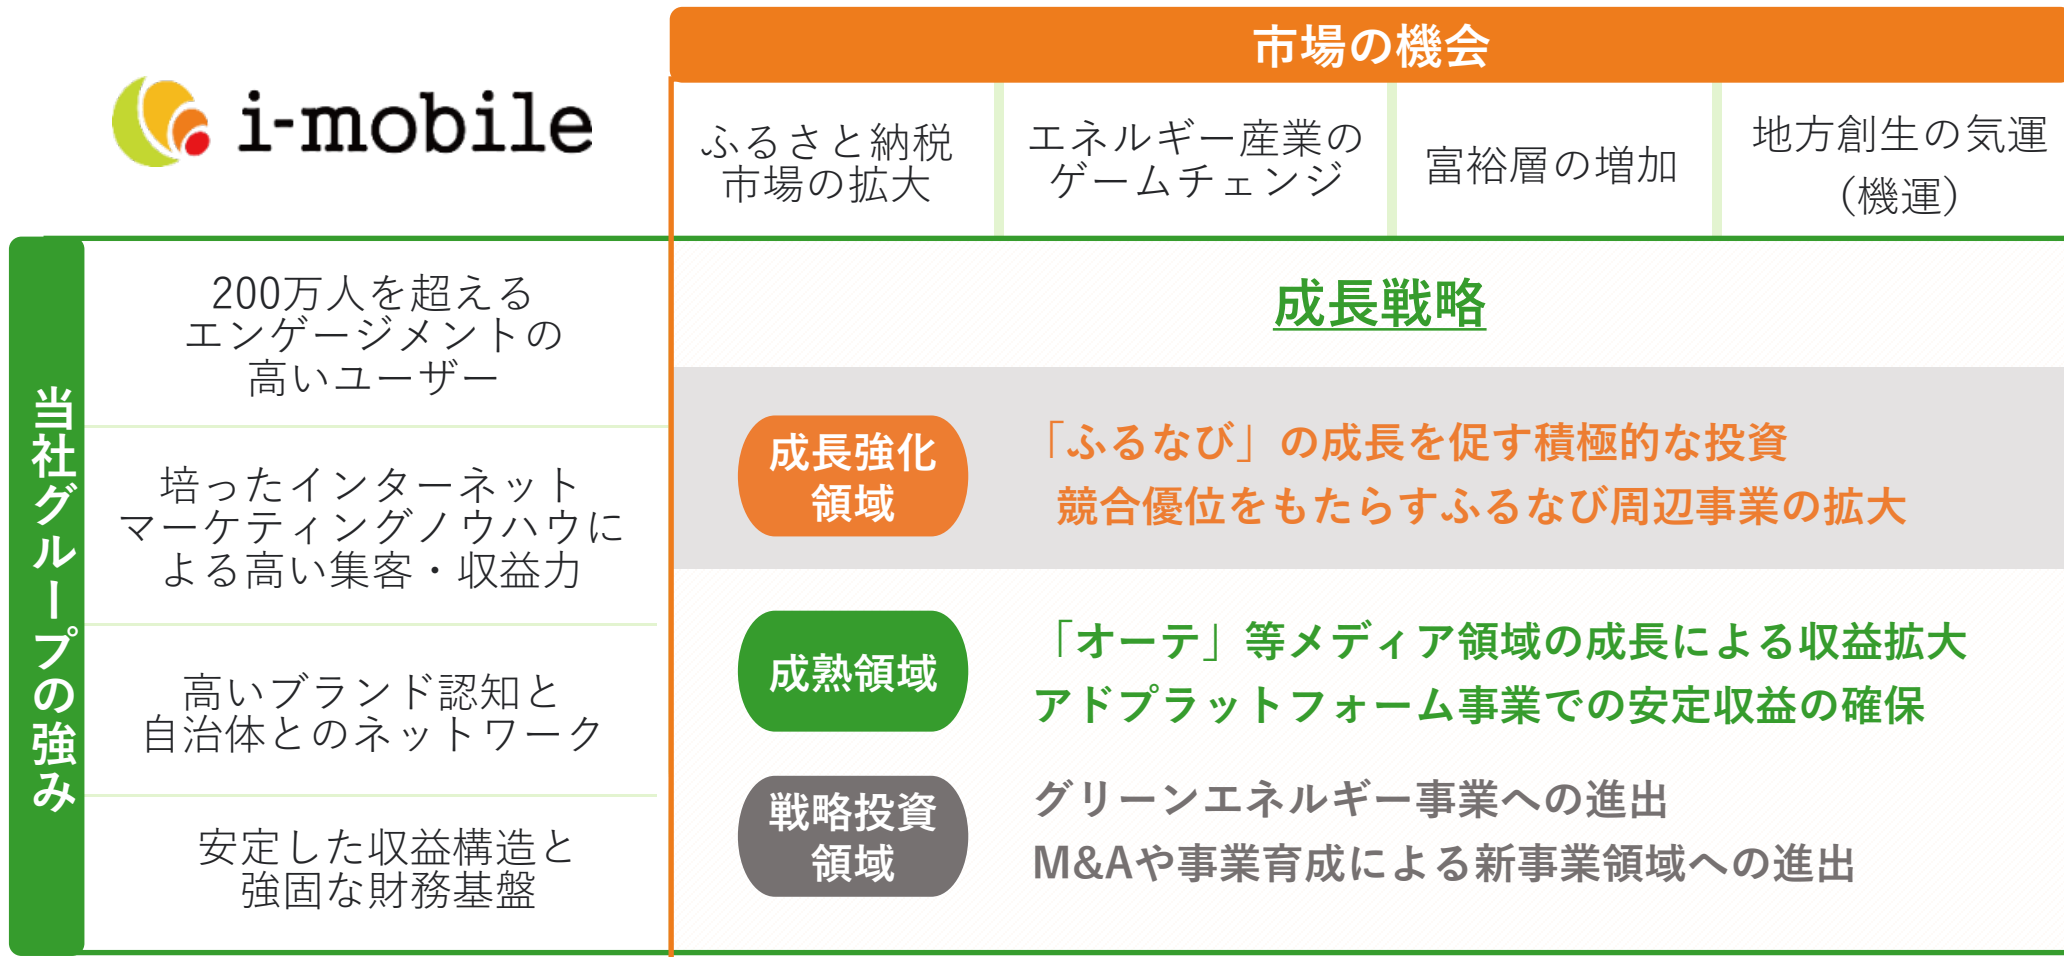 i-mobile
市場の機会
ふるさと納税
市場の拡大
エネルギー産業の
ゲームチェンジ
富裕層の増加
地方創生の気運
(機運)
当社グループの強み
200万人を超える
エンゲージメントの
高いユーザー
培ったインターネット
マーケティングノウハウに
よる高い集客・収益力
高いブランド認知と
自治体とのネットワーク
安定した収益構造と
強固な財務基盤
成長戦略
成長強化
領域
「ふるなび」の成長を促す積極的な投資
競合優位をもたらすふるなび周辺事業の拡大
成熟領域
「オーテ」等メディア領域の成長による収益拡大
アドプラットフォーム事業での安定収益の確保
戦略投資
領域
グリーンエネルギー事業への進出
M&Aや事業育成による新事業領域への進出